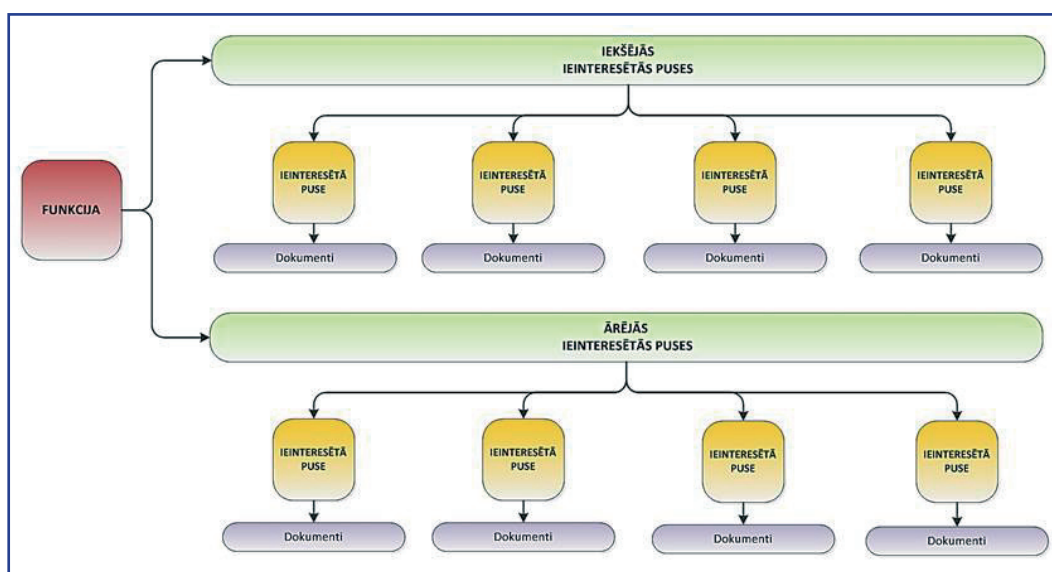 IEKŠĒJĀS
IEINTERESĒTĀS PUSES
IEINTERESĒTĀ
PUSE
IEINTERESĒTĀ
PUSE
IEINTERESĒTĀ
PUSE
IEINTERESĒTĀ
PUSE
FUNKCIJA
Dokumenti
Dokumenti
Dokumenti
Dokumenti
ĀRĒJĀS
IEINTERESĒTĀS PUSES
IEINTERESĒTĀ
PUSE
IEINTERESĒTĀ
PUSE
IEINTERESĒTĀ
PUSE
IEINTERESĒTĀ
PUSE
Dokumenti
Dokumenti
Dokumenti
Dokumenti